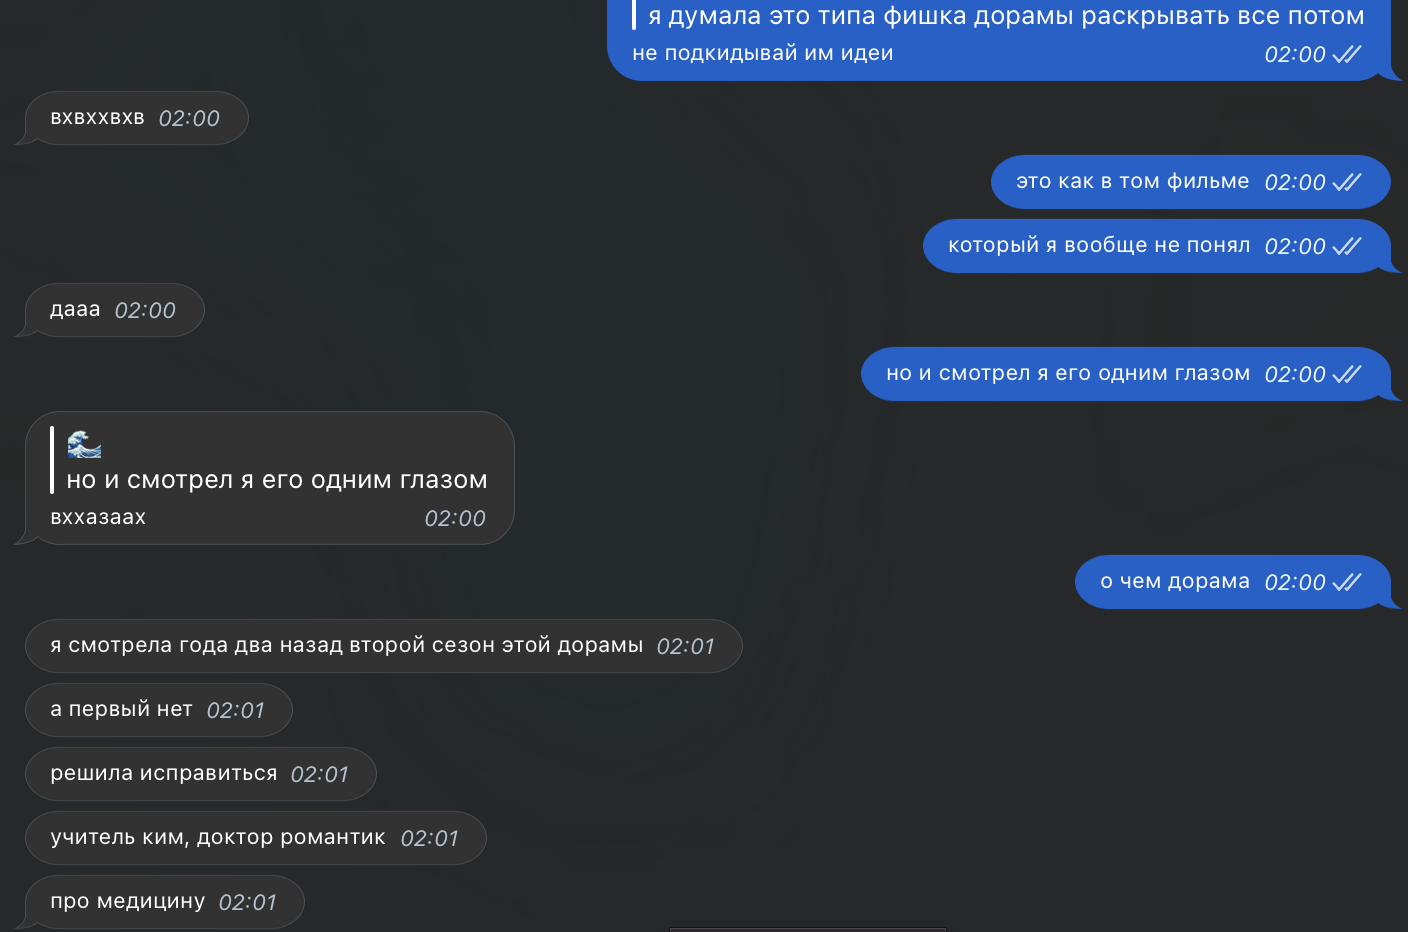 я думала это типа фишка дорамы раскрывать все потом
не подкидывай им идеи 02:00
вхвххвхв 02:00
это как в том фильме 02:00
который я вообще не понял 02:00
дааа 02:00
но и смотрел я его одним глазом 02:00
🌊
но и смотрел я его одним глазом
вххазаах 02:00
о чем дорама 02:00
я смотрела года два назад второй сезон этой дорамы 02:01
а первый нет 02:01
решила исправиться 02:01
учитель ким, доктор романтик 02:01
про медицину 02:01